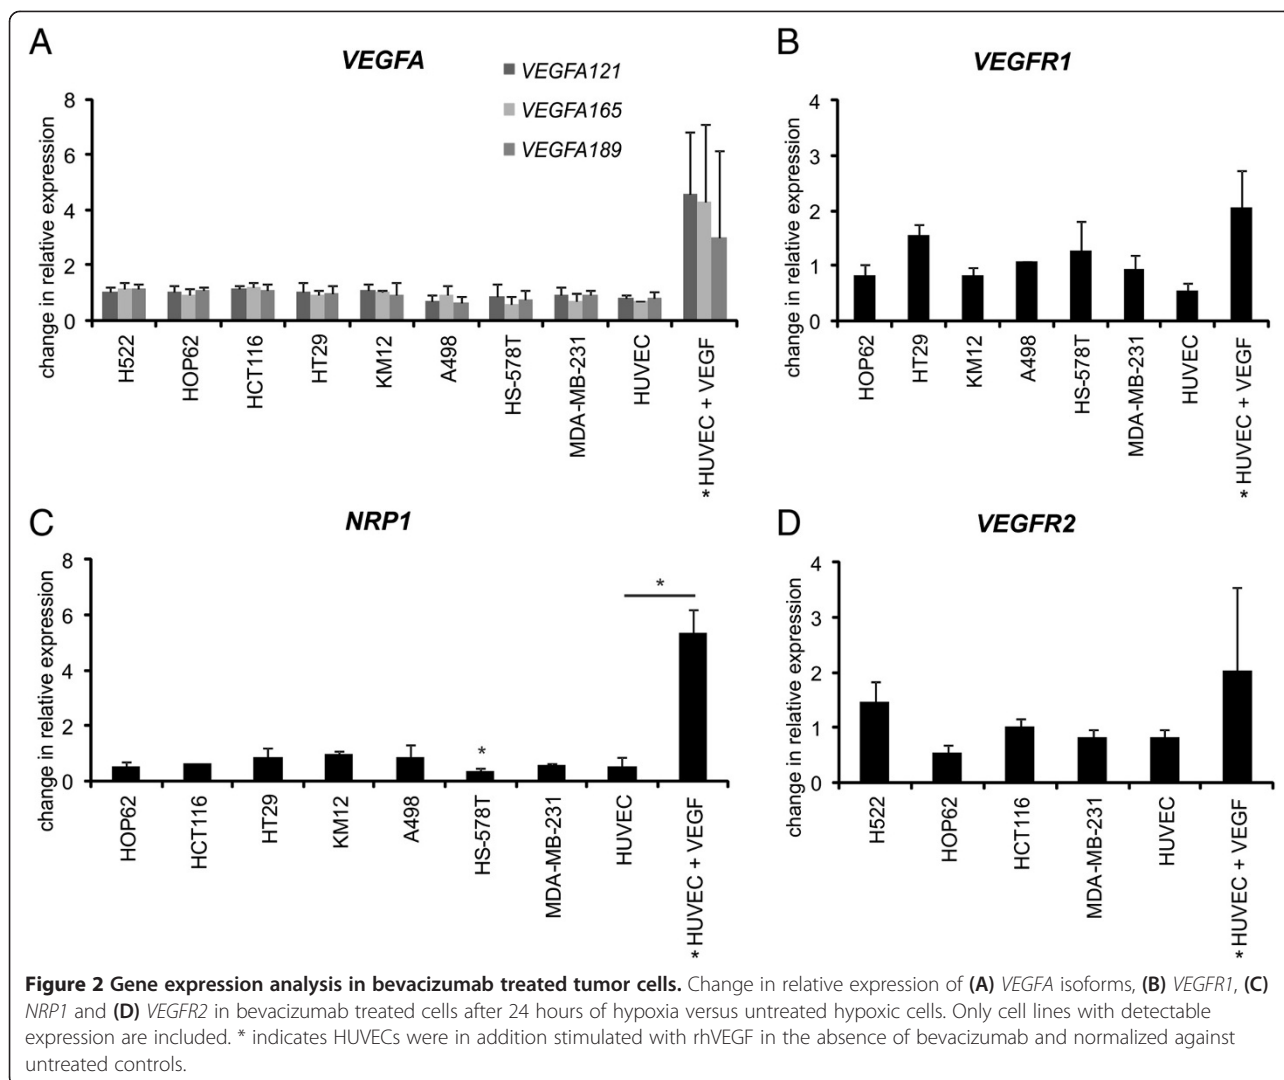 A
VEGFA
VEGFA121
VEGFA165
VEGFA189
change in relative expression
8
6
4
2
0
H522
HOP62
HCT116
HT29
KM12
A498
HS-578T
MDA-MB-231
HUVEC
* HUVEC + VEGF
B
VEGFR1
change in relative expression
4
3
2
1
0
HOP62
HT29
KM12
A498
HS-578T
MDA-MB-231
HUVEC
* HUVEC + VEGF
C
NRP1
change in relative expression
8
6
4
2
0
*
*
HOP62
HCT116
HT29
KM12
A498
HS-578T
MDA-MB-231
HUVEC
* HUVEC + VEGF
D
VEGFR2
change in relative expression
4
3
2
1
0
H522
HOP62
HCT116
MDA-MB-231
HUVEC
* HUVEC + VEGF
Figure 2 Gene expression analysis in bevacizumab treated tumor cells. Change in relative expression of (A) VEGFA isoforms, (B) VEGFR1, (C)
NRP1 and (D) VEGFR2 in bevacizumab treated cells after 24 hours of hypoxia versus untreated hypoxic cells. Only cell lines with detectable
expression are included. * indicates HUVECs were in addition stimulated with rhVEGF in the absence of bevacizumab and normalized against
untreated controls.